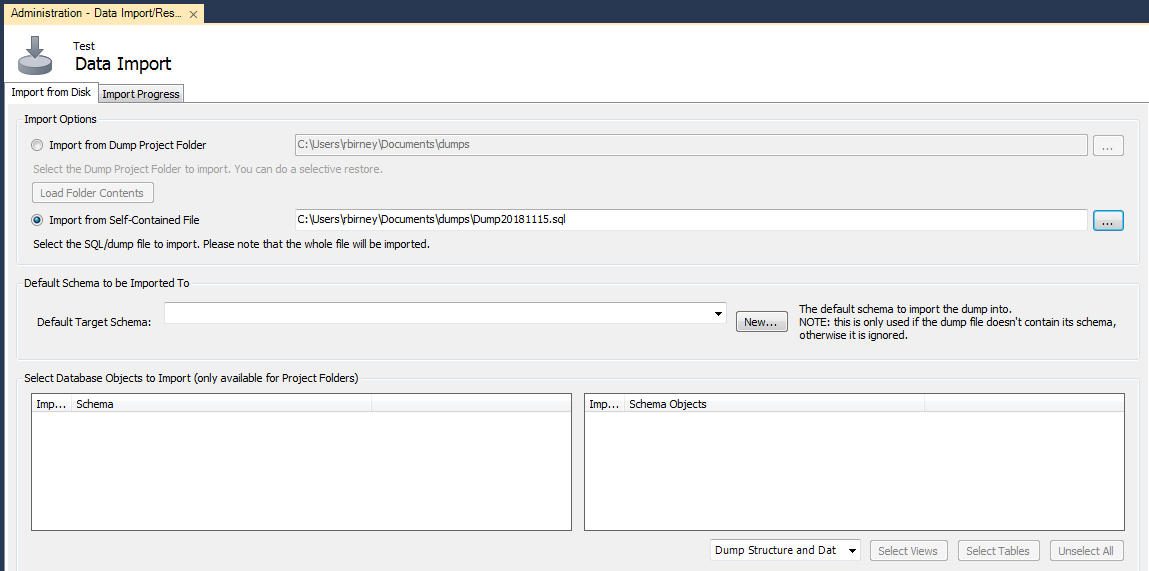 Administration - Data Import/Res...
Test
Data Import
Import from Disk
Import Progress
Import Options
Import from Dump Project Folder
C:\Users\rbirney\Documents\dumps
...
Select the Dump Project Folder to import. You can do a selective restore.
Load Folder Contents
Import from Self-Contained File
C:\Users\rbirney\Documents\dumps\Dump20181115.sql
...
Select the SQL/dump file to import. Please note that the whole file will be imported.
Default Schema to be Imported To
Default Target Schema:
New...
The default schema to import the dump into.
NOTE: this is only used if the dump file doesn't contain its schema,
otherwise it is ignored.
Select Database Objects to Import (only available for Project Folders)
Imp... Schema
Imp... Schema Objects
Dump Structure and Dat
Select Views
Select Tables
Unselect All